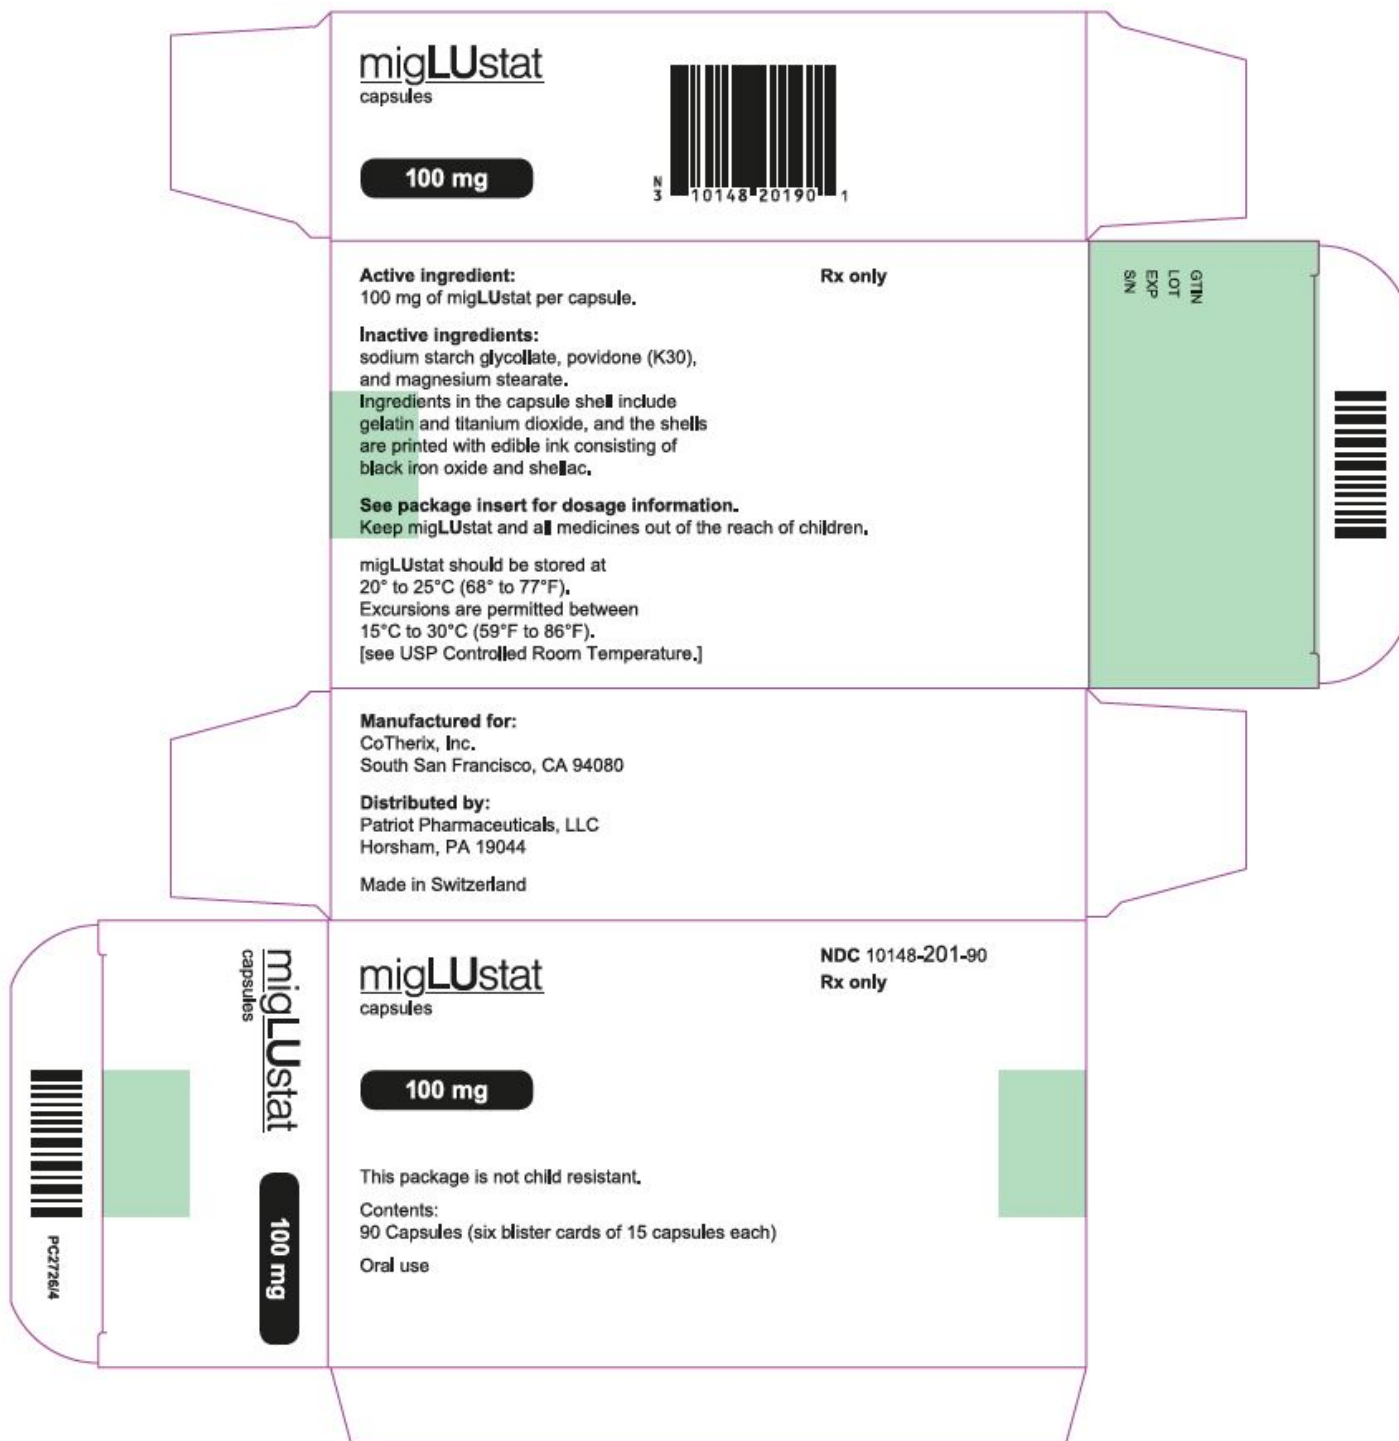 migLUstat
capsules
100 mg
N
3 10148 20190 1
Active ingredient:
100 mg of migLUstat per capsule.
Rx only
Inactive ingredients:
sodium starch glycollate, povidone (K30),
and magnesium stearate.
Ingredients in the capsule shell include
gelatin and titanium dioxide, and the shells
are printed with edible ink consisting of
black iron oxide and shellac.
See package insert for dosage information.
Keep migLUstat and all medicines out of the reach of children.
migLUstat should be stored at
20° to 25°C (68° to 77°F).
Excursions are permitted between
15°C to 30°C (59°F to 86°F).
[see USP Controlled Room Temperature.]
GTIN
LOT
EXP
S/N
Manufactured for:
CoTherix, Inc.
South San Francisco, CA 94080
Distributed by:
Patriot Pharmaceuticals, LLC
Horsham, PA 19044
Made in Switzerland
migLUstat
capsules
100 mg
PC2726/4
migLUstat
capsules
NDC 10148-201-90
Rx only
100 mg
This package is not child resistant.
Contents:
90 Capsules (six blister cards of 15 capsules each)
Oral use